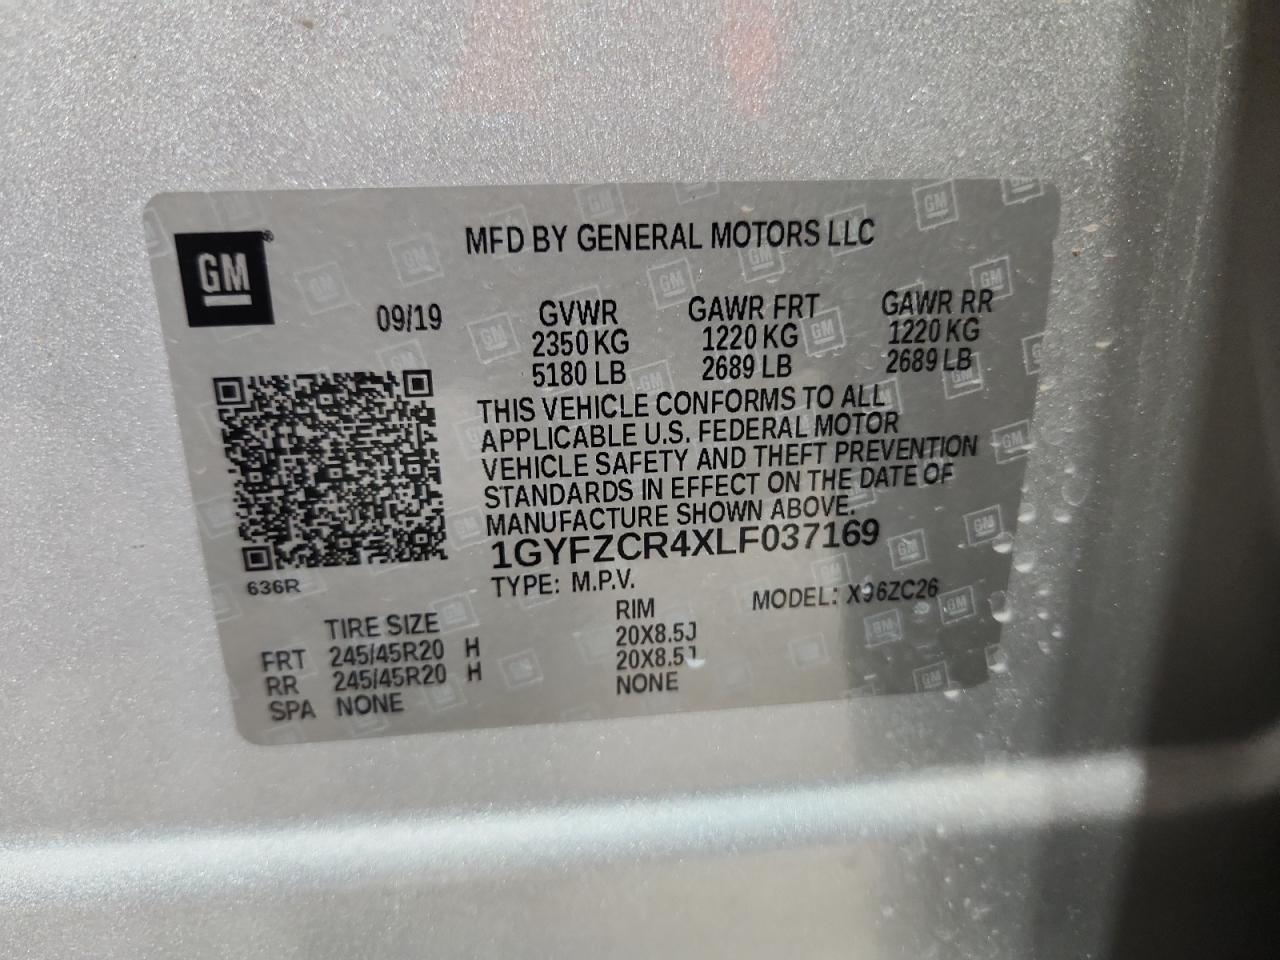 GM
MFD BY GENERAL MOTORS LLC
09/19
GVWR GAWR FRT GAWR RR
2350 KG 1220 KG 1220 KG
5180 LB 2689 LB 2689 LB
THIS VEHICLE CONFORMS TO ALL
APPLICABLE U.S. FEDERAL MOTOR
VEHICLE SAFETY AND THEFT PREVENTION
STANDARDS IN EFFECT ON THE DATE OF
MANUFACTURE SHOWN ABOVE.
1GYFZCR4XLF037169
636R
TYPE: M.P.V. MODEL: X96ZC26
TIRE SIZE RIM
FRT 245/45R20 H 20X8.5J
RR 245/45R20 H 20X8.5J
SPA NONE NONE